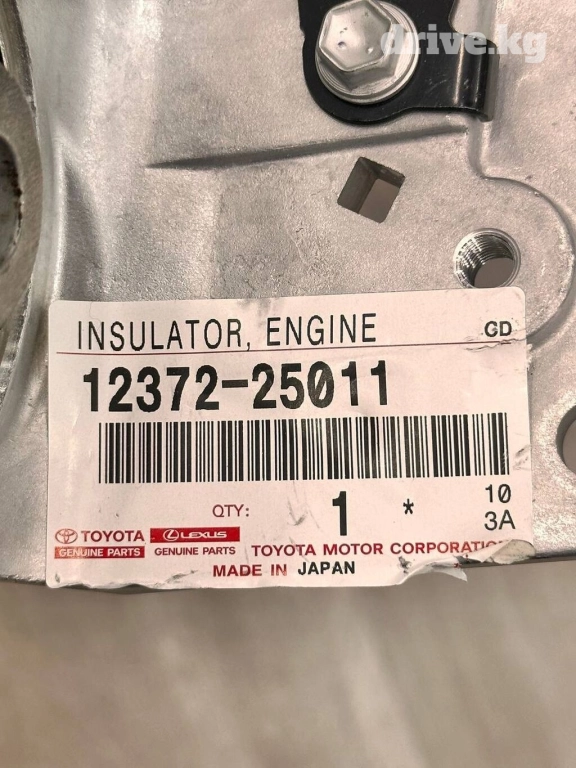 drive.kg
INSULATOR, ENGINE GD
12372-25011
QTY: 1 * 10
3A
TOYOTA LEXUS
GENUINE PARTS GENUINE PARTS TOYOTA MOTOR CORPORATION
MADE IN JAPAN